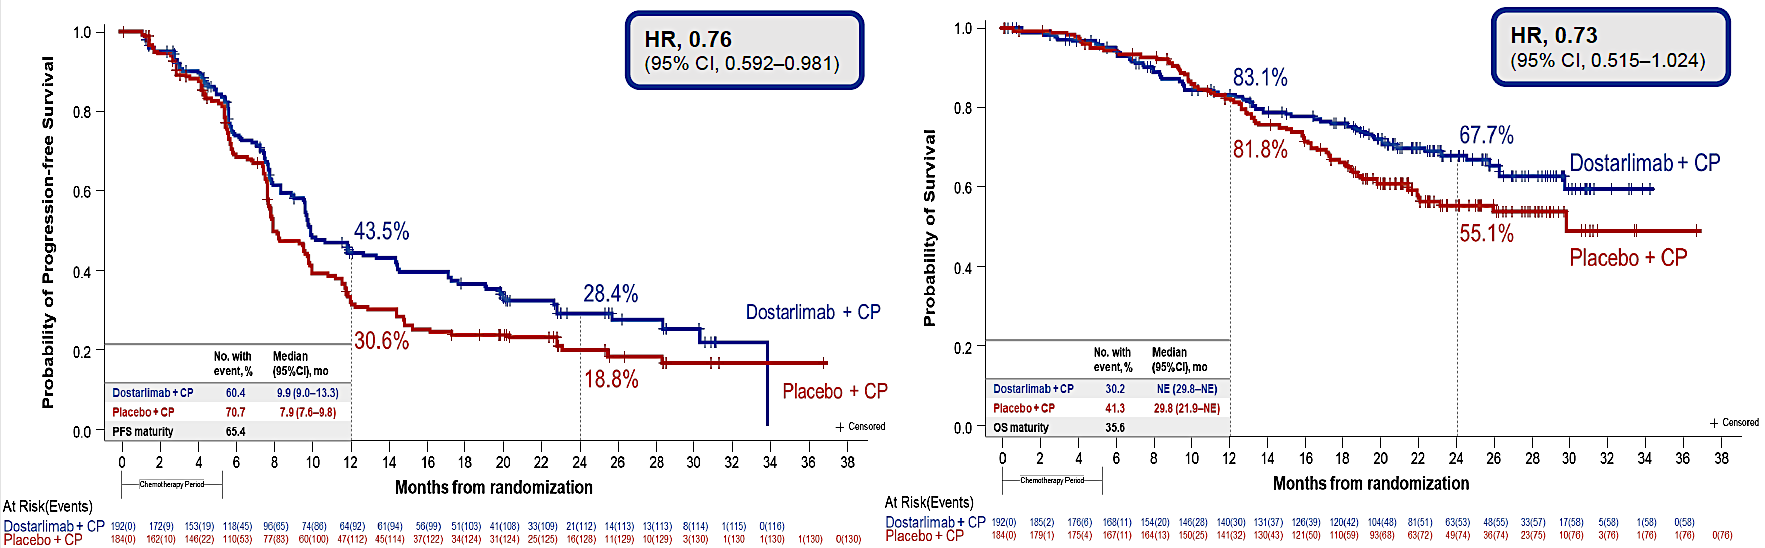 HR, 0.76
(95% CI, 0.592–0.981)
Probability of Progression-free Survival
1.0
0.8
0.6
0.4
0.2
0.0
43.5%
30.6%
28.4%
18.8%
Dostarlimab + CP
Placebo + CP
No. with event, % Median (95%CI), mo
Dostarlimab + CP 60.4 9.9 (9.0–13.3)
Placebo + CP 70.7 7.9 (7.6–9.8)
PFS maturity 65.4
+ Censored
0 2 4 6 8 10 12 14 16 18 20 22 24 26 28 30 32 34 36 38
Chemotherapy Period
Months from randomization
At Risk(Events)
Dostarlimab + CP 192(0) 172(9) 153(19) 118(45) 96(65) 74(86) 64(92) 61(94) 56(99) 51(103) 41(108) 33(109) 21(112) 14(113) 13(113) 8(114) 1(115) 0(116)
Placebo + CP 184(0) 162(10) 146(22) 110(53) 77(83) 60(100) 47(112) 45(114) 37(122) 34(124) 31(124) 25(125) 16(128) 11(129) 10(129) 3(130) 1(130) 1(130) 1(130) 0(130)
HR, 0.73
(95% CI, 0.515–1.024)
Probability of Survival
1.0
0.8
0.6
0.4
0.2
0.0
83.1%
81.8%
67.7%
55.1%
Dostarlimab + CP
Placebo + CP
No. with event, % Median (95%CI), mo
Dostarlimab + CP 30.2 NE (29.8–NE)
Placebo + CP 41.3 29.8 (21.9–NE)
OS maturity 35.6
+ Censored
0 2 4 6 8 10 12 14 16 18 20 22 24 26 28 30 32 34 36 38
Chemotherapy Period
Months from randomization
At Risk(Events)
Dostarlimab + CP 192(0) 185(2) 176(6) 168(11) 154(20) 146(28) 140(30) 131(37) 126(39) 120(42) 104(48) 81(51) 63(53) 48(55) 33(57) 17(58) 5(58) 1(58) 0(58)
Placebo + CP 184(0) 179(1) 175(4) 167(11) 164(13) 150(25) 141(32) 130(43) 121(50) 110(59) 93(68) 63(72) 49(74) 36(74) 23(75) 10(76) 3(76) 1(76) 1(76) 0(76)